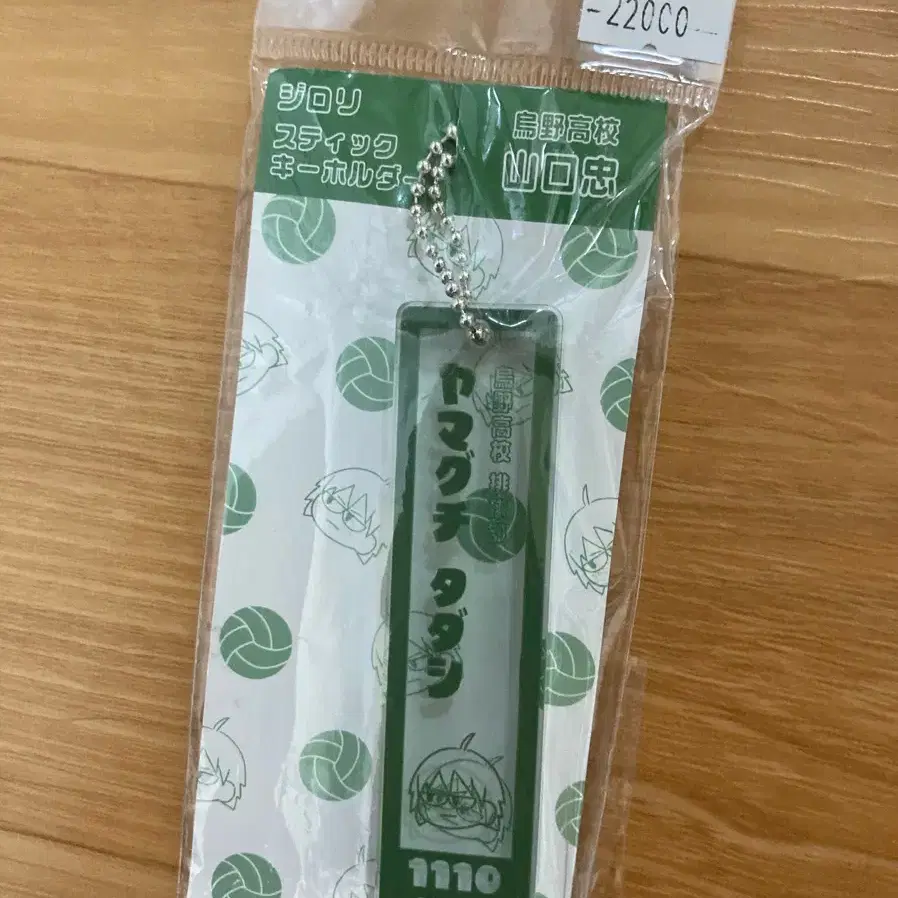 -22000-
ジロリ
スティック
キーホルダー
烏野高校
山口忠
ヤマグチ タダシ
烏野高校 排球部
1110